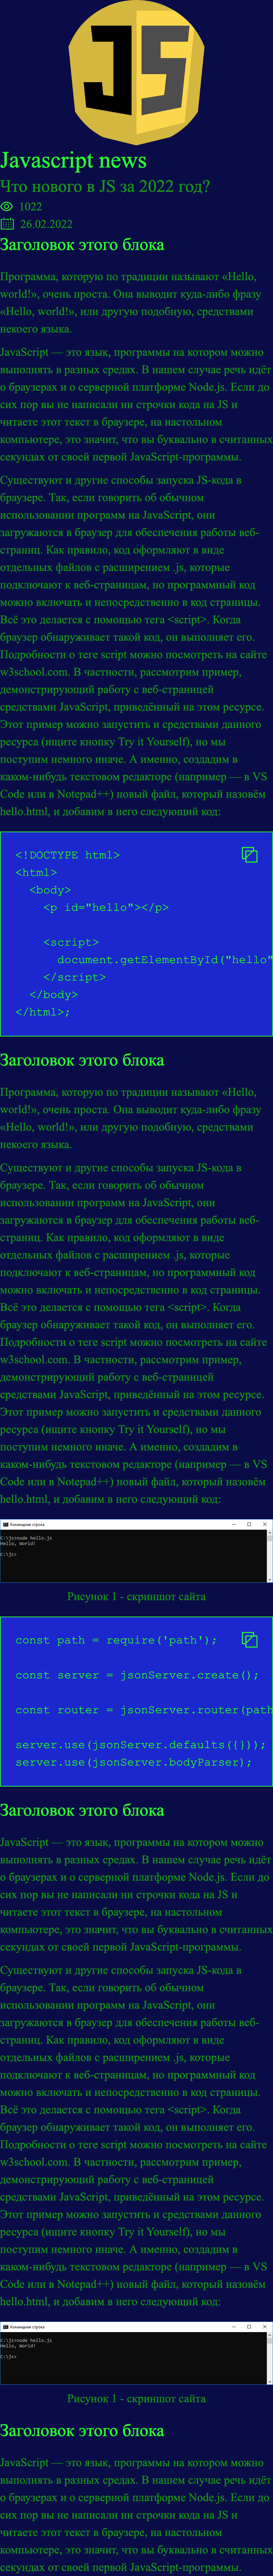 JS
Javascript news
Что нового в JS за 2022 год?
1022
26.02.2022
Заголовок этого блока
Программа, которую по традиции называют «Hello,
world!», очень проста. Она выводит куда-либо фразу
«Hello, world!», или другую подобную, средствами
некоего языка.
JavaScript — это язык, программы на котором можно
выполнять в разных средах. В нашем случае речь идёт
о браузерах и о серверной платформе Node.js. Если до
сих пор вы не написали ни строчки кода на JS и
читаете этот текст в браузере, на настольном
компьютере, это значит, что вы буквально в считанных
секундах от своей первой JavaScript-программы.
Существуют и другие способы запуска JS-кода в
браузере. Так, если говорить об обычном
использовании программ на JavaScript, они
загружаются в браузер для обеспечения работы веб-
страниц. Как правило, код оформляют в виде
отдельных файлов с расширением .js, которые
подключают к веб-страницам, но программный код
можно включать и непосредственно в код страницы.
Всё это делается с помощью тега <script>. Когда
браузер обнаруживает такой код, он выполняет его.
Подробности о теге script можно посмотреть на сайте
w3school.com. В частности, рассмотрим пример,
демонстрирующий работу с веб-страницей
средствами JavaScript, приведённый на этом ресурсе.
Этот пример можно запустить и средствами данного
ресурса (ищите кнопку Try it Yourself), но мы
поступим немного иначе. А именно, создадим в
каком-нибудь текстовом редакторе (например — в VS
Code или в Notepad++) новый файл, который назовём
hello.html, и добавим в него следующий код:
<!DOCTYPE html>
<html>
<body>
<p id="hello"></p>
<script>
document.getElementById("hello"
</script>
</body>
</html>;
Заголовок этого блока
Программа, которую по традиции называют «Hello,
world!», очень проста. Она выводит куда-либо фразу
«Hello, world!», или другую подобную, средствами
некоего языка.
Существуют и другие способы запуска JS-кода в
браузере. Так, если говорить об обычном
использовании программ на JavaScript, они
загружаются в браузер для обеспечения работы веб-
страниц. Как правило, код оформляют в виде
отдельных файлов с расширением .js, которые
подключают к веб-страницам, но программный код
можно включать и непосредственно в код страницы.
Всё это делается с помощью тега <script>. Когда
браузер обнаруживает такой код, он выполняет его.
Подробности о теге script можно посмотреть на сайте
w3school.com. В частности, рассмотрим пример,
демонстрирующий работу с веб-страницей
средствами JavaScript, приведённый на этом ресурсе.
Этот пример можно запустить и средствами данного
ресурса (ищите кнопку Try it Yourself), но мы
поступим немного иначе. А именно, создадим в
каком-нибудь текстовом редакторе (например — в VS
Code или в Notepad++) новый файл, который назовём
hello.html, и добавим в него следующий код:
Командная строка
C:\js>node hello.js
Hello, World!
C:\js>
Рисунок 1 - скриншот сайта
const path = require('path');
const server = jsonServer.create();
const router = jsonServer.router(path
server.use(jsonServer.defaults({}));
server.use(jsonServer.bodyParser);
Заголовок этого блока
JavaScript — это язык, программы на котором можно
выполнять в разных средах. В нашем случае речь идёт
о браузерах и о серверной платформе Node.js. Если до
сих пор вы не написали ни строчки кода на JS и
читаете этот текст в браузере, на настольном
компьютере, это значит, что вы буквально в считанных
секундах от своей первой JavaScript-программы.
Существуют и другие способы запуска JS-кода в
браузере. Так, если говорить об обычном
использовании программ на JavaScript, они
загружаются в браузер для обеспечения работы веб-
страниц. Как правило, код оформляют в виде
отдельных файлов с расширением .js, которые
подключают к веб-страницам, но программный код
можно включать и непосредственно в код страницы.
Всё это делается с помощью тега <script>. Когда
браузер обнаруживает такой код, он выполняет его.
Подробности о теге script можно посмотреть на сайте
w3school.com. В частности, рассмотрим пример,
демонстрирующий работу с веб-страницей
средствами JavaScript, приведённый на этом ресурсе.
Этот пример можно запустить и средствами данного
ресурса (ищите кнопку Try it Yourself), но мы
поступим немного иначе. А именно, создадим в
каком-нибудь текстовом редакторе (например — в VS
Code или в Notepad++) новый файл, который назовём
hello.html, и добавим в него следующий код:
Командная строка
C:\js>node hello.js
Hello, World!
C:\js>
Рисунок 1 - скриншот сайта
Заголовок этого блока
JavaScript — это язык, программы на котором можно
выполнять в разных средах. В нашем случае речь идёт
о браузерах и о серверной платформе Node.js. Если до
сих пор вы не написали ни строчки кода на JS и
читаете этот текст в браузере, на настольном
компьютере, это значит, что вы буквально в считанных
секундах от своей первой JavaScript-программы.